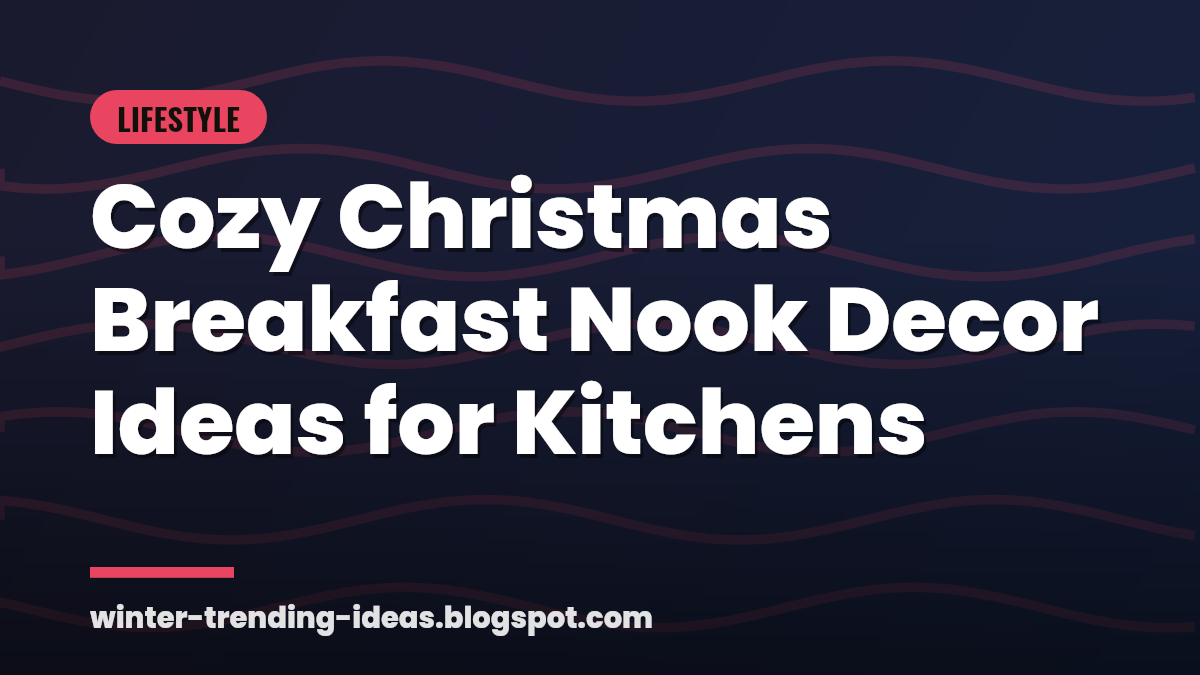 LIFESTYLE
Cozy Christmas
Breakfast Nook Decor
Ideas for Kitchens
winter-trending-ideas.blogspot.com